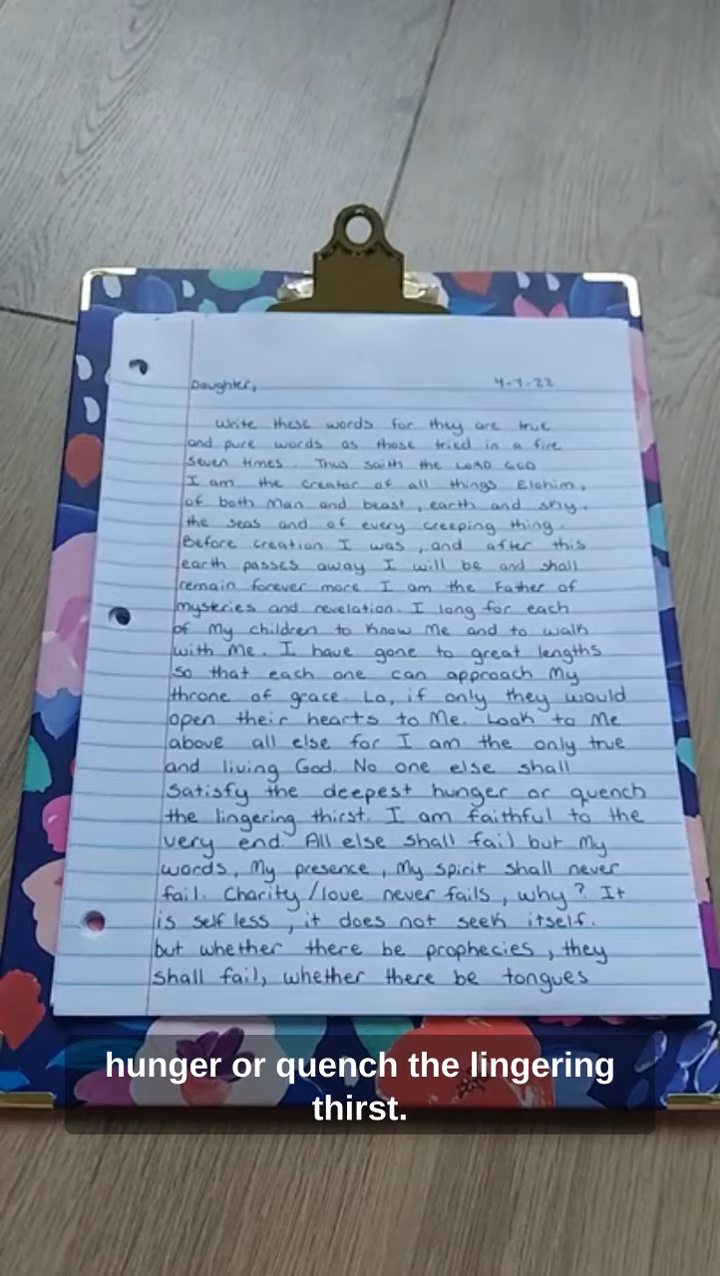 Daughter, 4-7-22
Write these words for they are true
and pure words as those tried in a fire
seven times. Thus saith the LORD GOD
I am the creator of all things Elohim,
of both man and beast, earth and sky,
the seas and of every creeping thing.
Before creation I was, and after this
earth passes away I will be and shall
remain forever more. I am the Father of
mysteries and revelation. I long for each
of My children to know Me and to walk
with Me. I have gone to great lengths
so that each one can approach My
throne of grace. Lo, if only they would
open their hearts to Me. Look to Me
above all else for I am the only true
and living God. No one else shall
satisfy the deepest hunger or quench
the lingering thirst. I am faithful to the
very end. All else shall fail but My
words, My presence, My spirit shall never
fail. Charity/love never fails, why? It
is selfless, it does not seek itself.
but whether there be prophecies, they
shall fail, whether there be tongues
hunger or quench the lingering
thirst.